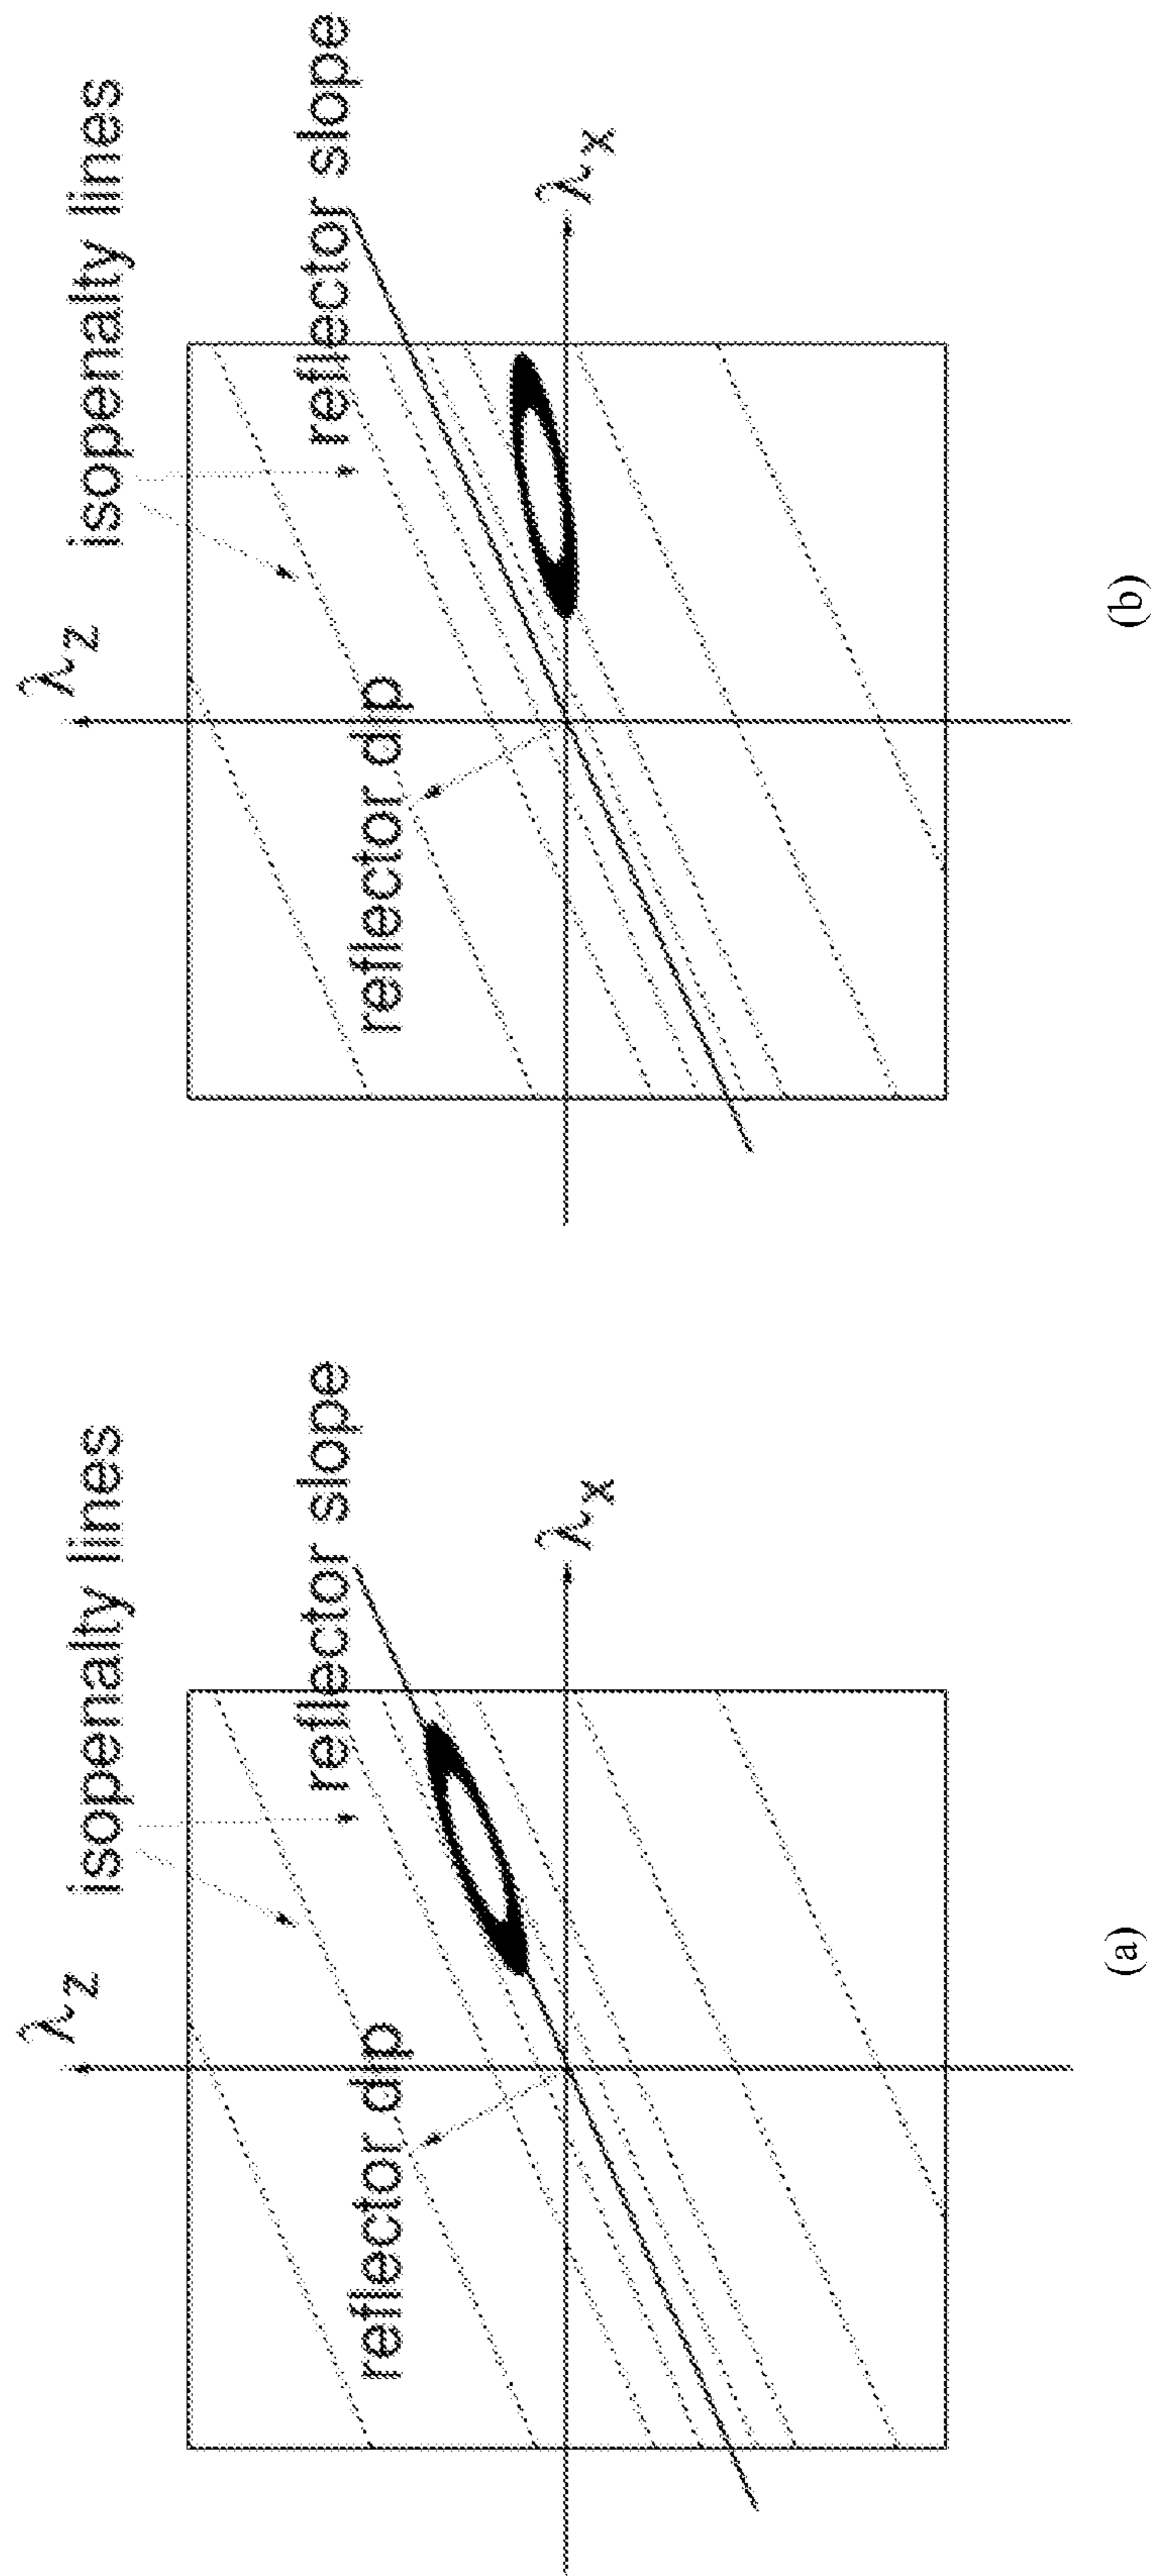 λz
isopenalty lines
reflector slope
reflector dip
λx
(a)
λz
isopenalty lines
reflector slope
reflector dip
λx
(b)